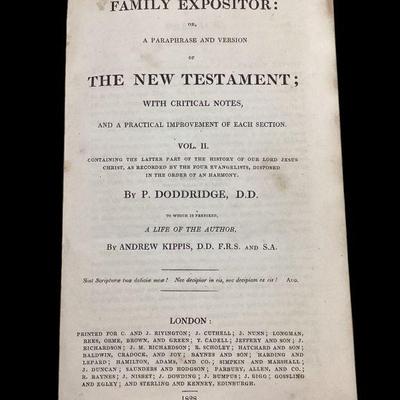 FAMILY EXPOSITOR:
OR,
A PARAPHRASE AND VERSION
OF
THE NEW TESTAMENT;
WITH CRITICAL NOTES,
AND A PRACTICAL IMPROVEMENT OF EACH SECTION.
VOL. II.
CONTAINING THE LATTER PART OF THE HISTORY OF OUR LORD JESUS
CHRIST, AS RECORDED BY THE FOUR EVANGELISTS, DISPOSED
IN THE ORDER OF AN HARMONY.
BY P. DODDRIDGE, D.D.
TO WHICH IS PREFIXED,
A LIFE OF THE AUTHOR,
BY ANDREW KIPPIS, D.D. F.R.S. AND S.A.
Sint Scripturæ tuæ deliciæ meæ! Nec decipiar in eis, nec decipiam ex eis! AUG.
LONDON:
PRINTED FOR C. AND J. RIVINGTON; J. CUTHELL; J. NUNN; LONGMAN,
REES, ORME, BROWN, AND GREEN; T. CADELL; JEFFERY AND SON; J.
RICHARDSON; J. M. RICHARDSON; R. SCHOLEY; HATCHARD AND SON;
BALDWIN, CRADOCK, AND JOY; BAYNES AND SON; HARDING AND
LEPARD; HAMILTON, ADAMS, AND CO.; SIMPKIN AND MARSHALL;
J. DUNCAN; SAUNDERS AND HODGSON; PARBURY, ALLEN, AND CO.;
R. BAYNES; J. NISBET; J. DOWDING; J. BUMPUS; J. BIGG; GOSSLING
AND EGLEY; AND STERLING AND KENNEY, EDINBURGH.
1828.